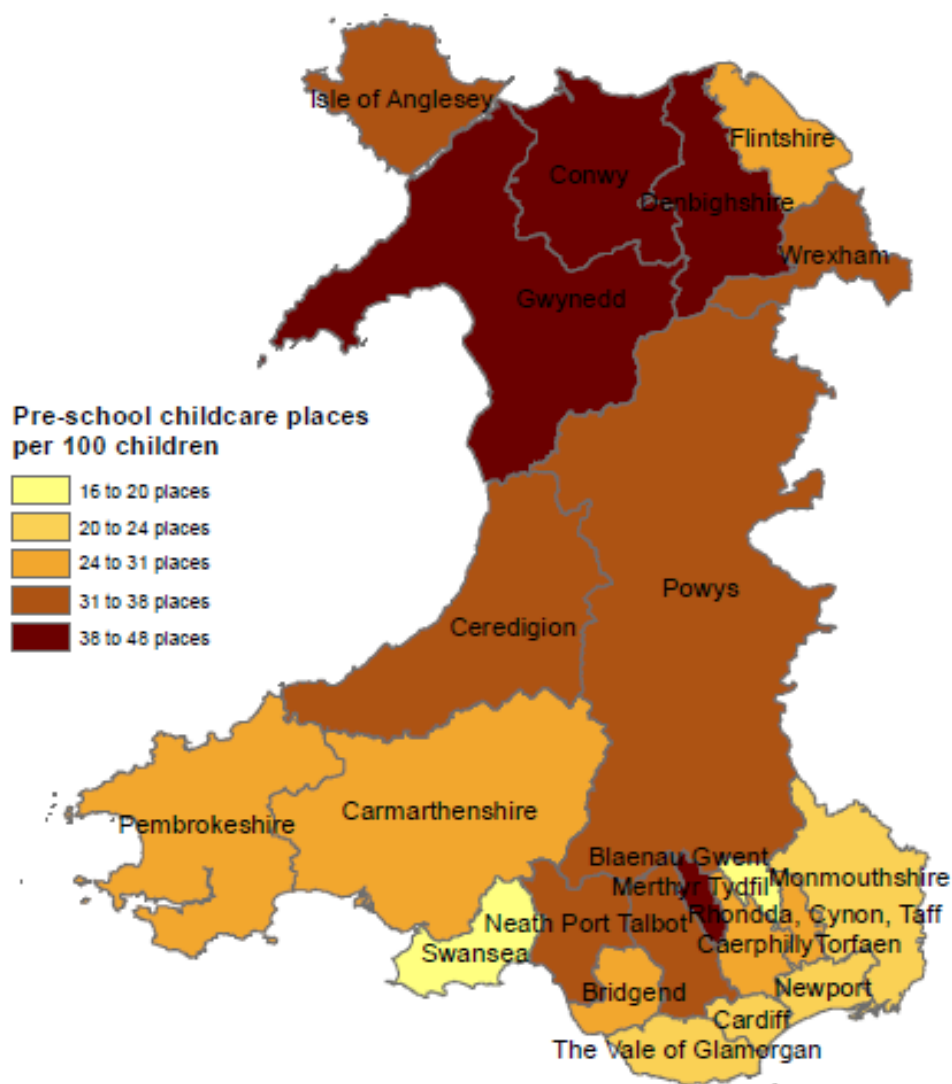 Isle of Anglesey
Flintshire
Conwy
Denbighshire
Wrexham
Gwynedd
Pre-school childcare places
per 100 children
16 to 20 places
20 to 24 places
24 to 31 places
31 to 38 places
38 to 48 places
Powys
Ceredigion
Carmarthenshire
Pembrokeshire
Blaenau Gwent
Merthyr Tydfil
Monmouthshire
Neath Port Talbot
Rhondda, Cynon, Taff
Swansea
Caerphilly
Torfaen
Bridgend
Newport
Cardiff
The Vale of Glamorgan